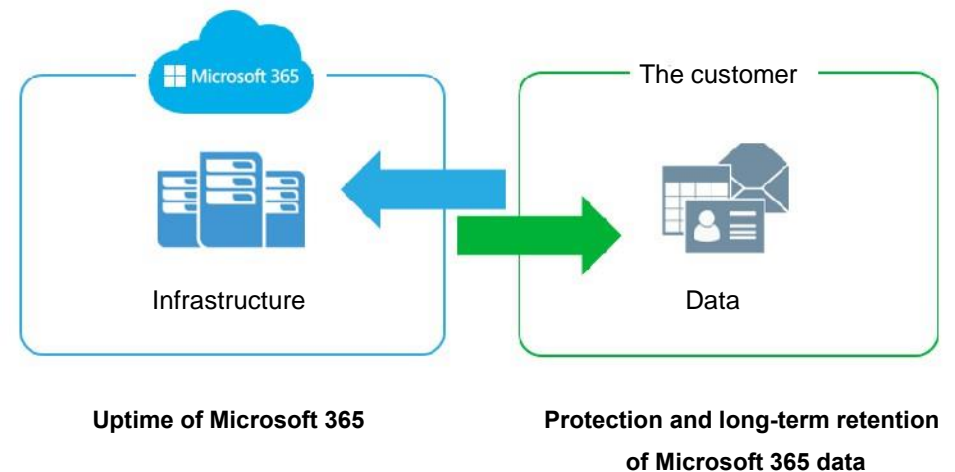 Microsoft 365
The customer
Infrastructure
Data
Uptime of Microsoft 365
Protection and long-term retention
of Microsoft 365 data